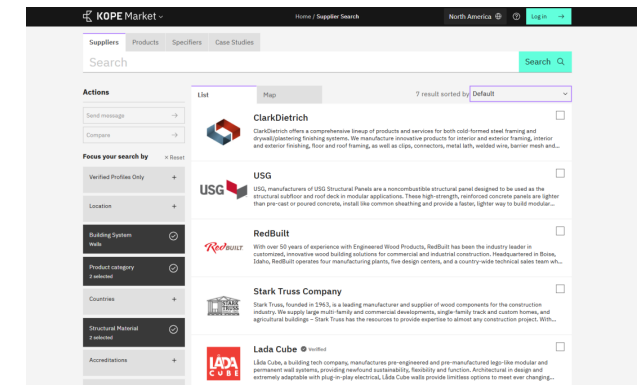 KOPE Market
Home / Supplier Search
North America
Log in →
Suppliers Products Specifiers Case Studies
Search
Search
Actions
List Map 7 result sorted by Default
Send message →
Compare →
Focus your search by × Reset
Verified Profiles Only +
Location +
Building System
Walls
Product category
2 selected
Countries +
Structural Material
2 selected
Accreditations +
ClarkDietrich
ClarkDietrich offers a comprehensive lineup of products and services for both cold-formed steel framing and
drywall/plastering finishing systems. We manufacture innovative products for interior and exterior framing, interior
and exterior finishing, floor and roof framing, as well as clips, connectors, metal lath, welded wire, barrier mesh and...
USG
USG
USG, manufacturers of USG Structural Panels are a noncombustible structural panel designed to be used as the
structural subfloor and roof deck in modular applications. These high-strength, reinforced concrete panels are lighter
than pre-cast or poured concrete, install like common sheathing and provide a faster, lighter way to build modular...
RedBuilt
RedBuilt
With over 50 years of experience with Engineered Wood Products, RedBuilt has been the industry leader in
customized, innovative wood building solutions for commercial and industrial construction. Headquartered in Boise,
Idaho, RedBuilt operates four manufacturing plants, five design centers, and a country-wide technical sales team wh...
STARK
TRUSS
Stark Truss Company
Stark Truss, founded in 1963, is a leading manufacturer and supplier of wood components for the construction
industry. We supply large multi-family and commercial developments, single-family track and custom homes, and
agricultural buildings – Stark Truss has the resources to provide expertise to almost any construction project. With...
LÅDA
CUBE
Lada Cube Verified
Låda Cube, a building tech company, manufactures pre-engineered and pre-manufactured lego-like modular and
permanent wall systems, providing newfound sustainability, flexibility and function. Architectural in design and
extremely adaptable with plug-in-play electrical, Låda Cube walls provide limitless options to meet ever changing...